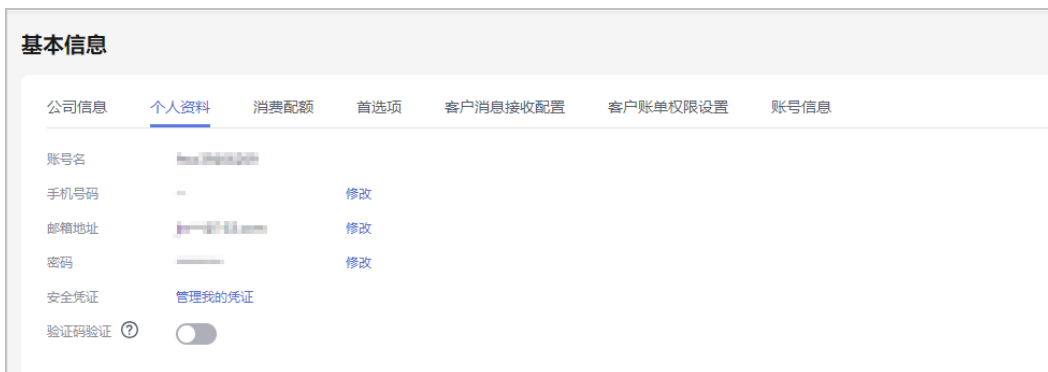 基本信息
公司信息 个人资料 消费配额 首选项 客户消息接收配置 客户账单权限设置 账号信息
账号名
手机号码 -- 修改
邮箱地址 修改
密码 修改
安全凭证 管理我的凭证
验证码验证 ?